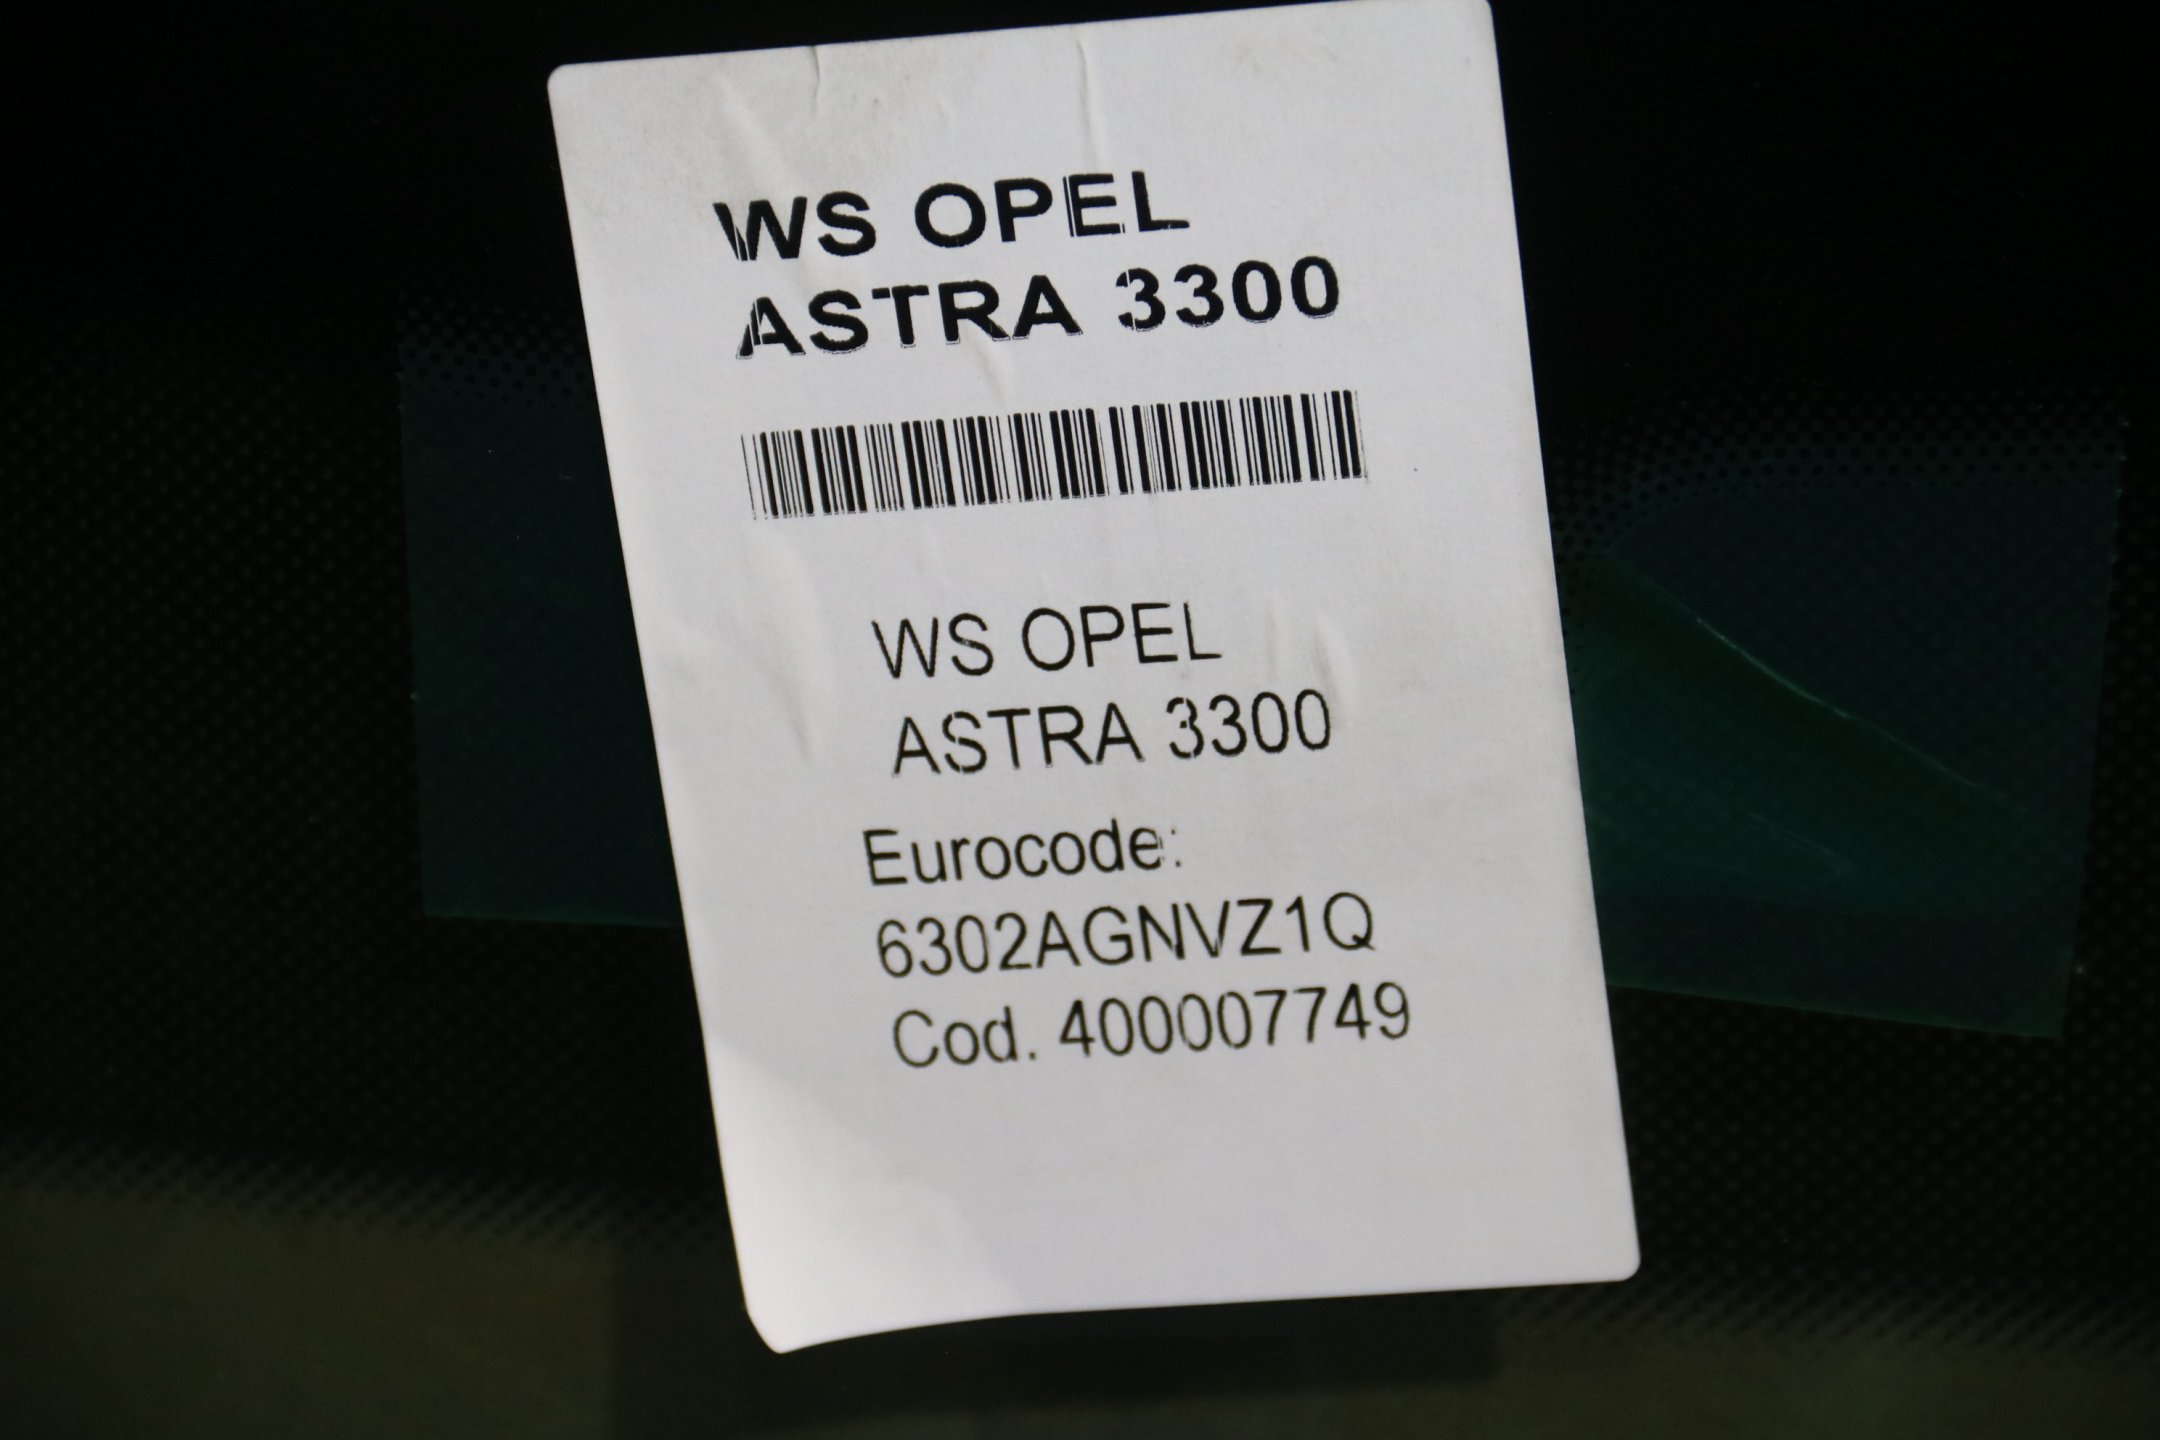 WS OPEL
ASTRA 3300
WS OPEL
ASTRA 3300
Eurocode:
6302AGNVZ1Q
Cod. 400007749